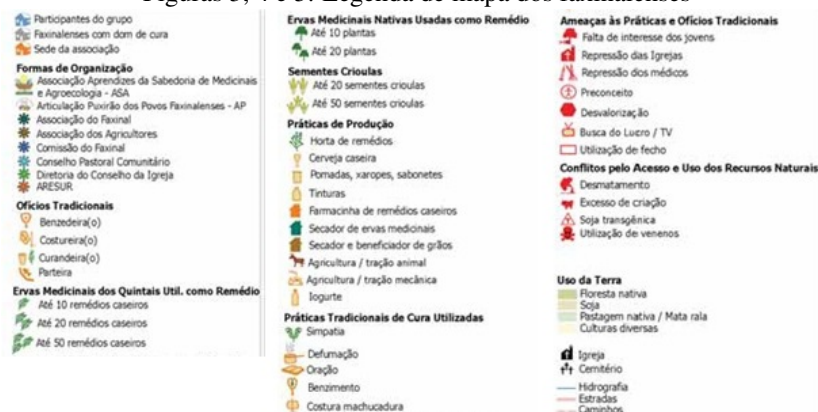 Figuras 3, 4 e 5: Legenda de mapa dos faxinalenses
Participantes do grupo
Faxinalenses com dom de cura
Sede da associação
Formas de Organização
Associação Aprendizes da Sabedoria de Medicinais
e Agroecologia - ASA
Articulação Puxirão dos Povos Faxinalenses - AP
Associação do Faxinal
Associação dos Agricultores
Comissão do Faxinal
Conselho Pastoral Comunitário
Diretoria do Conselho da Igreja
ARESUR
Ofícios Tradicionais
Benzedeira(o)
Costureira(o)
Curandeira(o)
Parteira
Ervas Medicinais dos Quintais Util. como Remédio
Até 10 remédios caseiros
Até 20 remédios caseiros
Até 50 remédios caseiros
Ervas Medicinais Nativas Usadas como Remédio
Até 10 plantas
Até 20 plantas
Sementes Crioulas
Até 20 sementes crioulas
Até 50 sementes crioulas
Práticas de Produção
Horta de remédios
Cerveja caseira
Pomadas, xaropes, sabonetes
Tinturas
Farmacinha de remédios caseiros
Secador de ervas medicinais
Secador e beneficiador de grãos
Agricultura / tração animal
Agricultura / tração mecânica
Iogurte
Práticas Tradicionais de Cura Utilizadas
Simpatia
Defumação
Oração
Benzimento
Costura machucadura
Ameaças às Práticas e Ofícios Tradicionais
Falta de interesse dos jovens
Repressão das Igrejas
Repressão dos médicos
Preconceito
Desvalorização
Busca do Lucro / TV
Utilização de fecho
Conflitos pelo Acesso e Uso dos Recursos Naturais
Desmatamento
Excesso de criação
Soja transgênica
Utilização de venenos
Uso da Terra
Floresta nativa
Soja
Pastagem nativa / Mata rala
Culturas diversas
Igreja
Cemitério
Hidrografia
Estradas
Caminhos